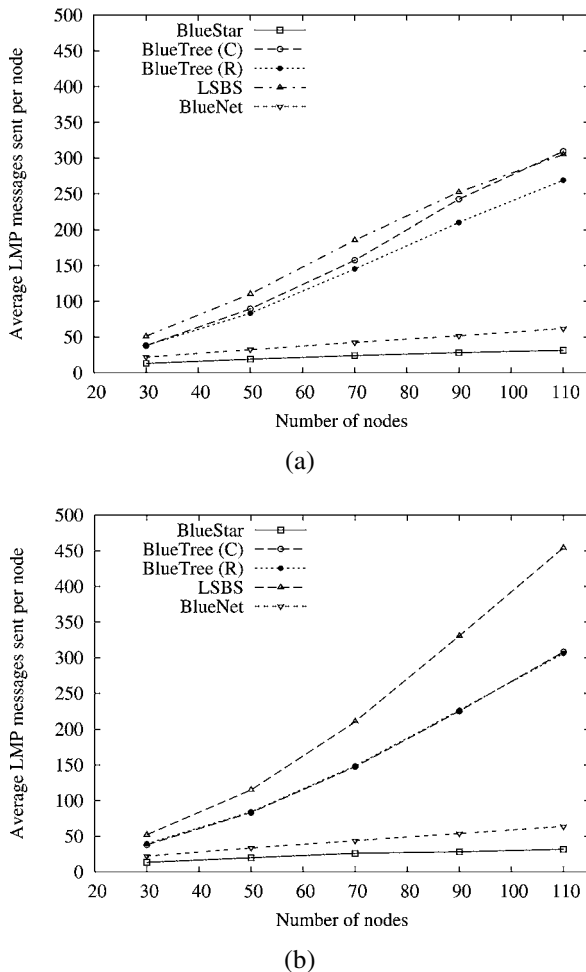 500
450
400
350
300
250
200
150
100
50
0
Average LMP messages sent per node
BlueStar
BlueTree (C)
BlueTree (R)
LSBS
BlueNet
20 30 40 50 60 70 80 90 100 110
Number of nodes
(a)
500
450
400
350
300
250
200
150
100
50
0
Average LMP messages sent per node
BlueStar
BlueTree (C)
BlueTree (R)
LSBS
BlueNet
20 30 40 50 60 70 80 90 100 110
Number of nodes
(b)